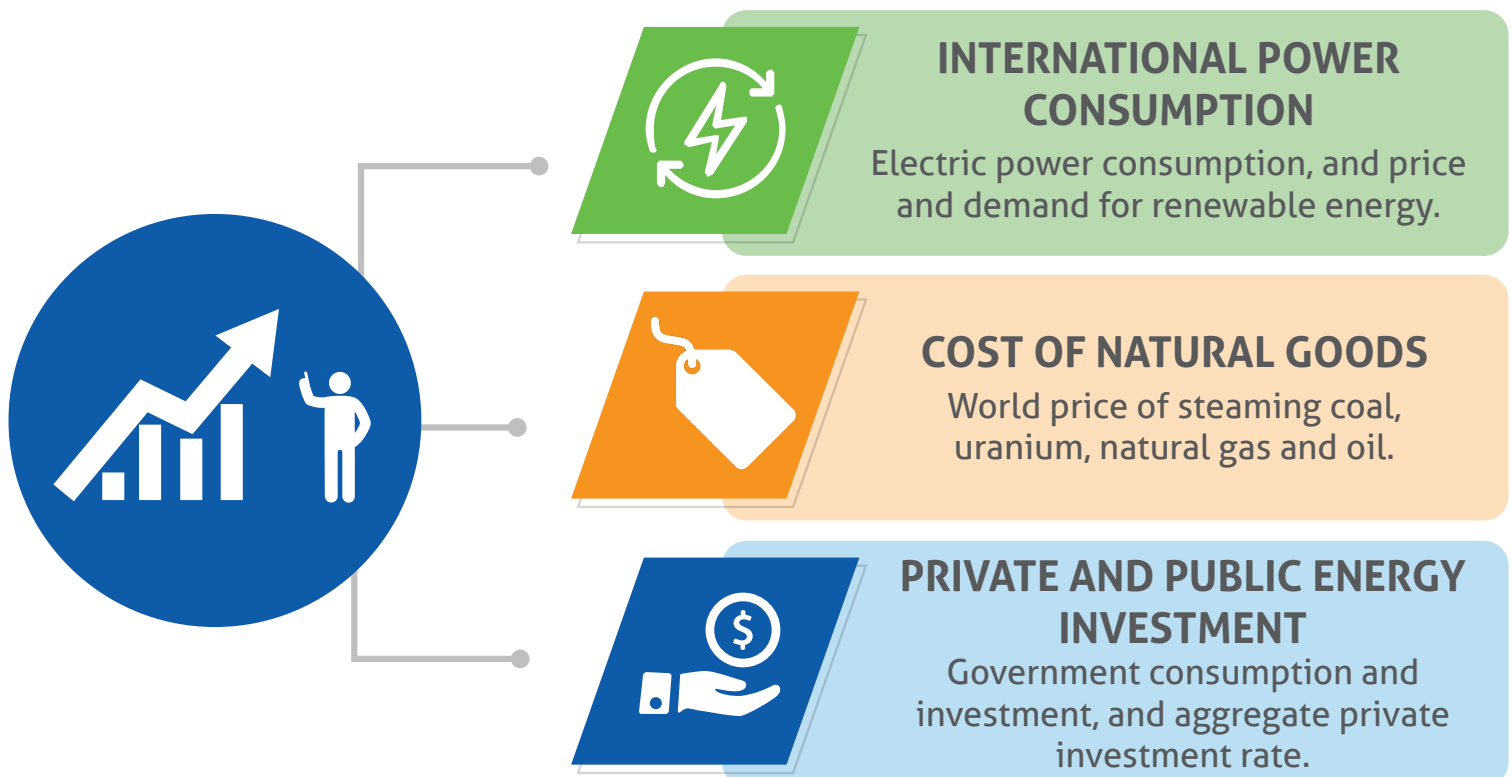 INTERNATIONAL POWER
CONSUMPTION
Electric power consumption, and price
and demand for renewable energy.
COST OF NATURAL GOODS
World price of steaming coal,
uranium, natural gas and oil.
$
PRIVATE AND PUBLIC ENERGY
INVESTMENT
Government consumption and
investment, and aggregate private
investment rate.